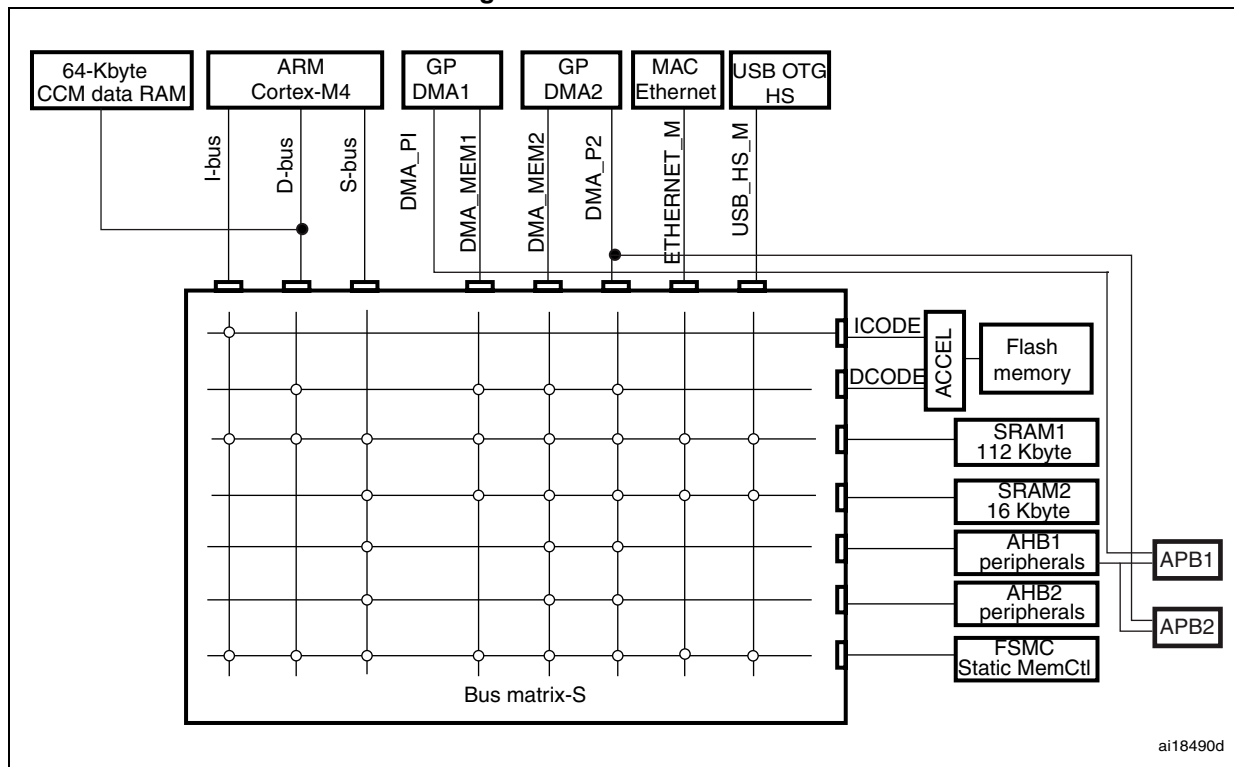 64-Kbyte
CCM data RAM
ARM
Cortex-M4
GP
DMA1
GP
DMA2
MAC
Ethernet
USB OTG
HS
I-bus
D-bus
S-bus
DMA_PI
DMA_MEM1
DMA_MEM2
DMA_P2
ETHERNET_M
USB_HS_M
ICODE
DCODE
ACCEL
Flash
memory
SRAM1
112 Kbyte
SRAM2
16 Kbyte
AHB1
peripherals
AHB2
peripherals
FSMC
Static MemCtl
APB1
APB2
Bus matrix-S
ai18490d